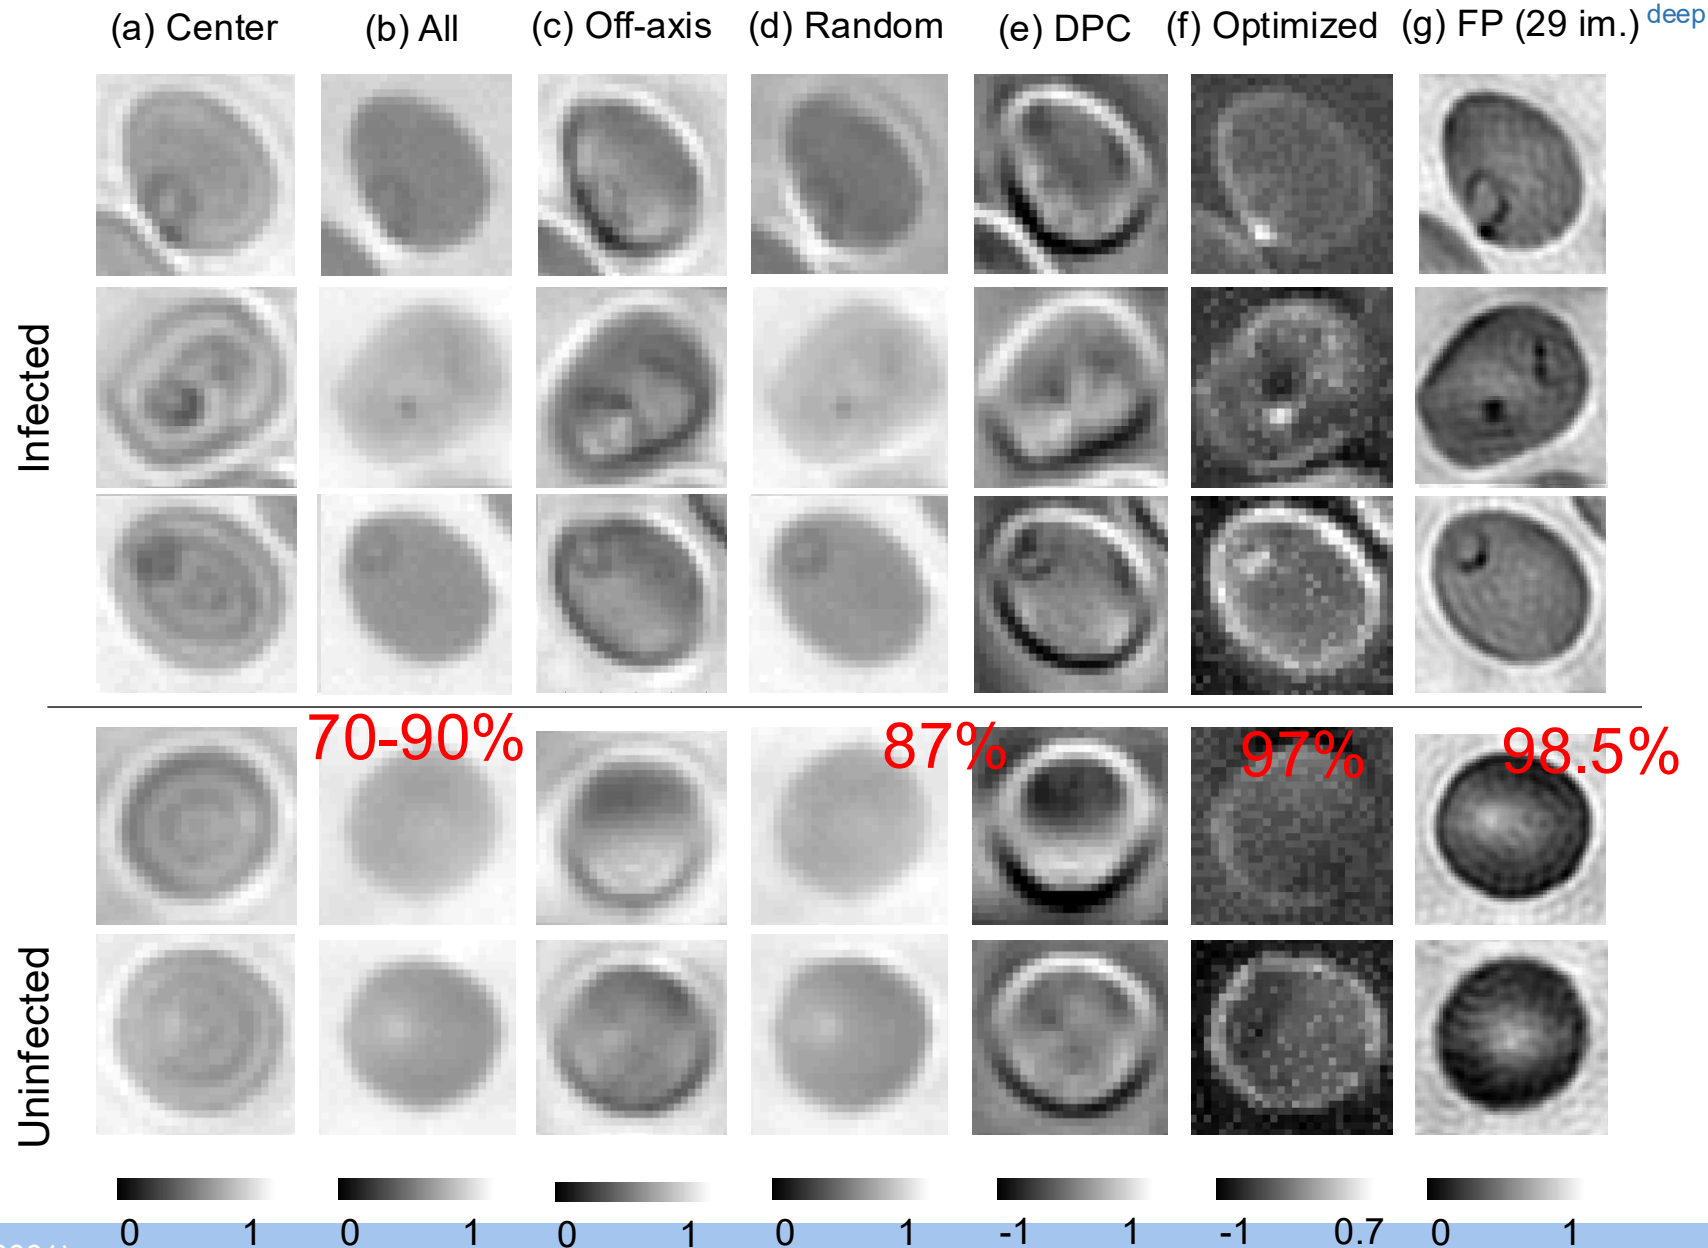 (a) Center (b) All (c) Off-axis (d) Random (e) DPC (f) Optimized (g) FP (29 im.) deep
Infected
70-90% 87% 97% 98.5%
Uninfected
0 1 0 1 0 1 0 1 -1 1 -1 0.7 0 1